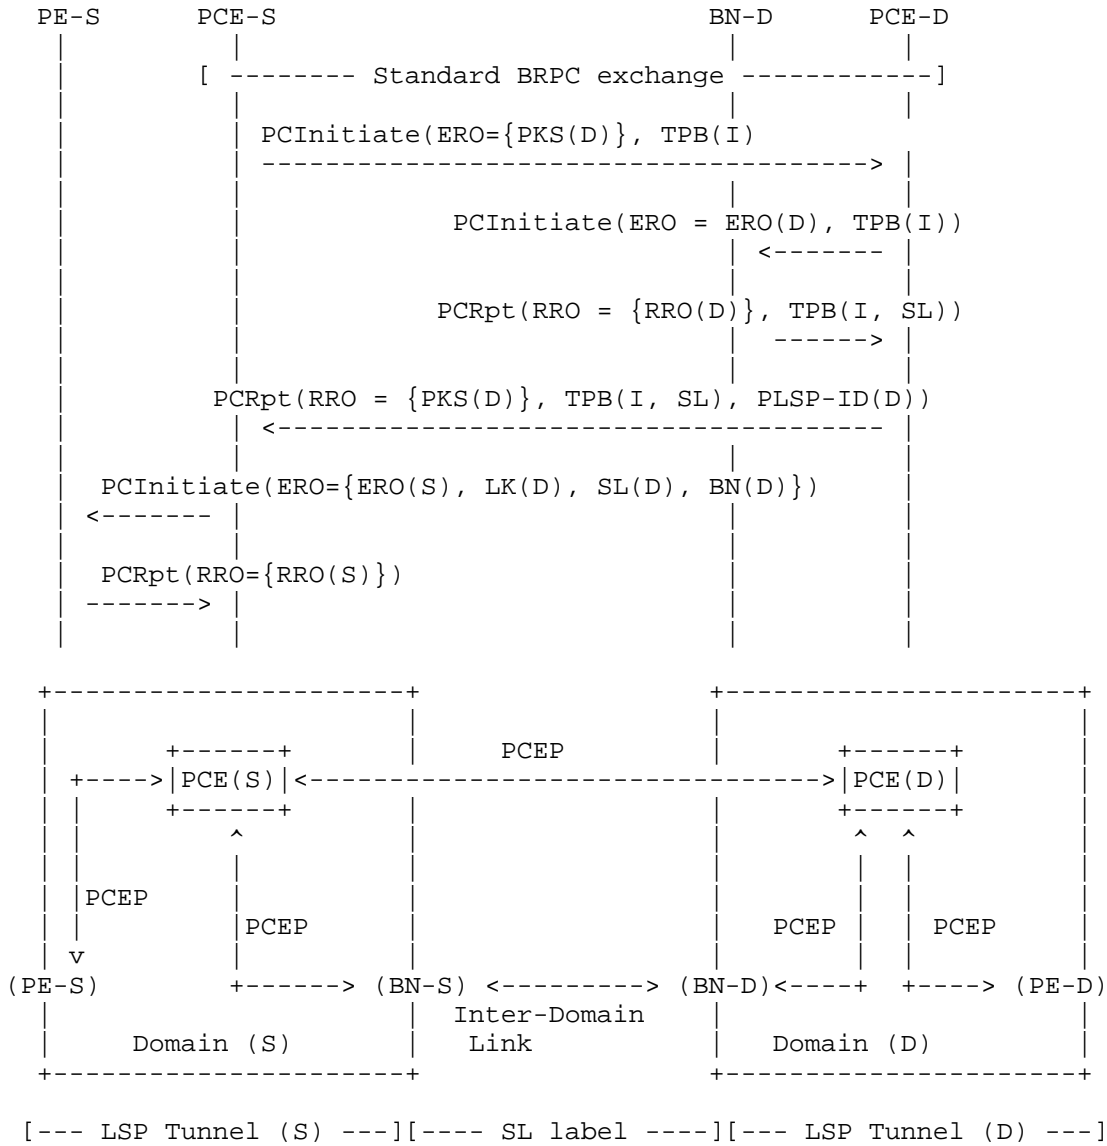 PE-S PCE-S BN-D PCE-D
[ -------- Standard BRPC exchange ------------]
PCInitiate(ERO={PKS(D)}, TPB(I)
PCInitiate(ERO = ERO(D), TPB(I))
PCRpt(RRO = {RRO(D)}, TPB(I, SL))
PCRpt(RRO = {PKS(D)}, TPB(I, SL), PLSP-ID(D))
PCInitiate(ERO={ERO(S), LK(D), SL(D), BN(D)})
PCRpt(RRO={RRO(S)})
PCEP
PCE(S) PCE(D)
PCEP
PCEP PCEP PCEP
(PE-S) (BN-S) (BN-D) (PE-D)
Inter-Domain
Domain (S) Link Domain (D)
[--- LSP Tunnel (S) ---][---- SL label ----][--- LSP Tunnel (D) ---]